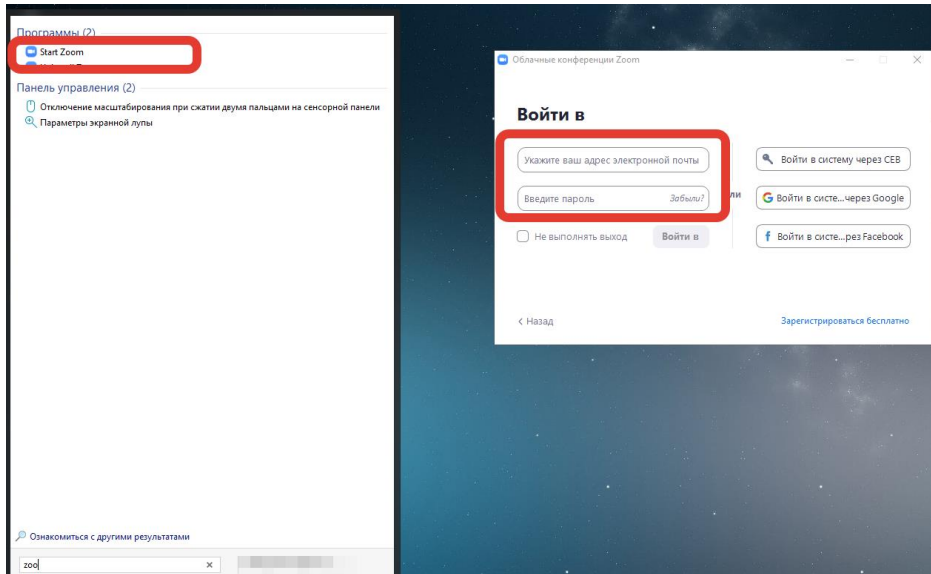 Программы (2)
Start Zoom
Панель управления (2)
Отключение масштабирования при сжатии двумя пальцами на сенсорной панели
Параметры экранной лупы
Ознакомиться с другими результатами
zoo
Облачные конференции Zoom
Войти в
Укажите ваш адрес электронной почты
Введите пароль Забыли?
Не выполнять выход Войти в
Войти в систему через СЕВ
Войти в систе...через Google
Войти в систе...рез Facebook
Назад
Зарегистрироваться бесплатно